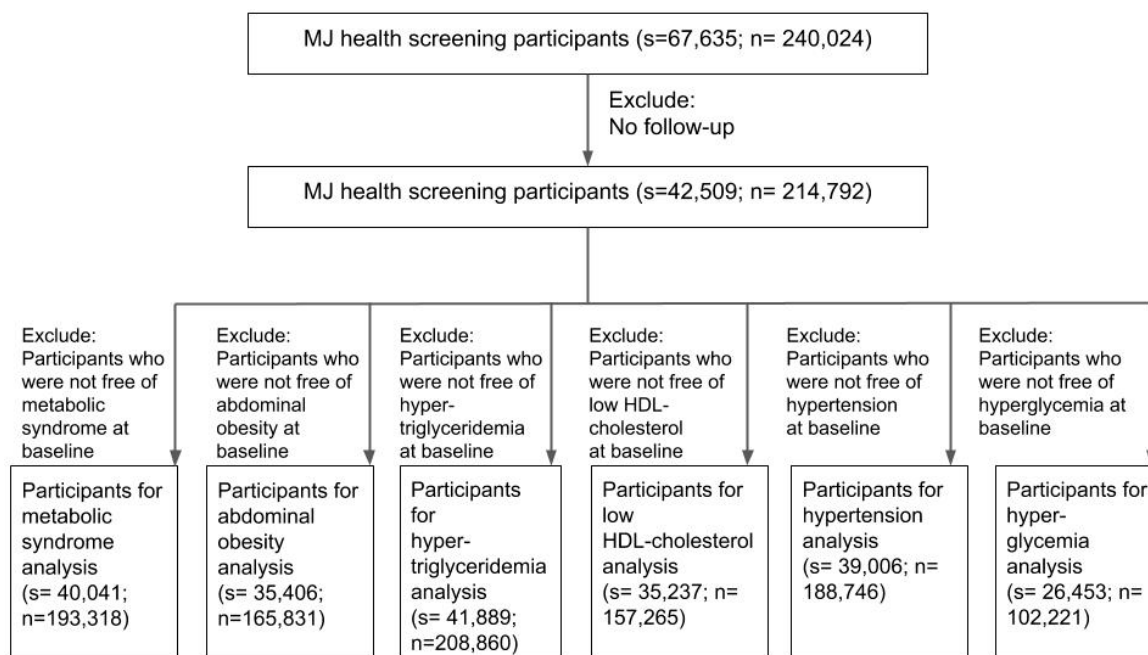 MJ health screening participants (s=67,635; n= 240,024)
Exclude:
No follow-up
MJ health screening participants (s=42,509; n= 214,792)
Exclude:
Participants who
were not free of
metabolic
syndrome at
baseline
Exclude:
Participants who
were not free of
abdominal
obesity at
baseline
Exclude:
Participants who
were not free of
hyper-
triglyceridemia
at baseline
Exclude:
Participants who
were not free of
low HDL-
cholesterol
at baseline
Exclude:
Participants who
were not free of
hypertension
at baseline
Exclude:
Participants who
were not free of
hyperglycemia at
baseline
Participants for
metabolic
syndrome
analysis
(s= 40,041;
n=193,318)
Participants for
abdominal
obesity
analysis
(s= 35,406;
n=165,831)
Participants
for
hyper-
triglyceridemia
analysis
(s= 41,889;
n=208,860)
Participants for
low
HDL-cholesterol
analysis
(s= 35,237; n=
157,265)
Participants for
hypertension
analysis
(s= 39,006; n=
188,746)
Participants for
hyper-
glycemia
analysis
(s= 26,453; n=
102,221)